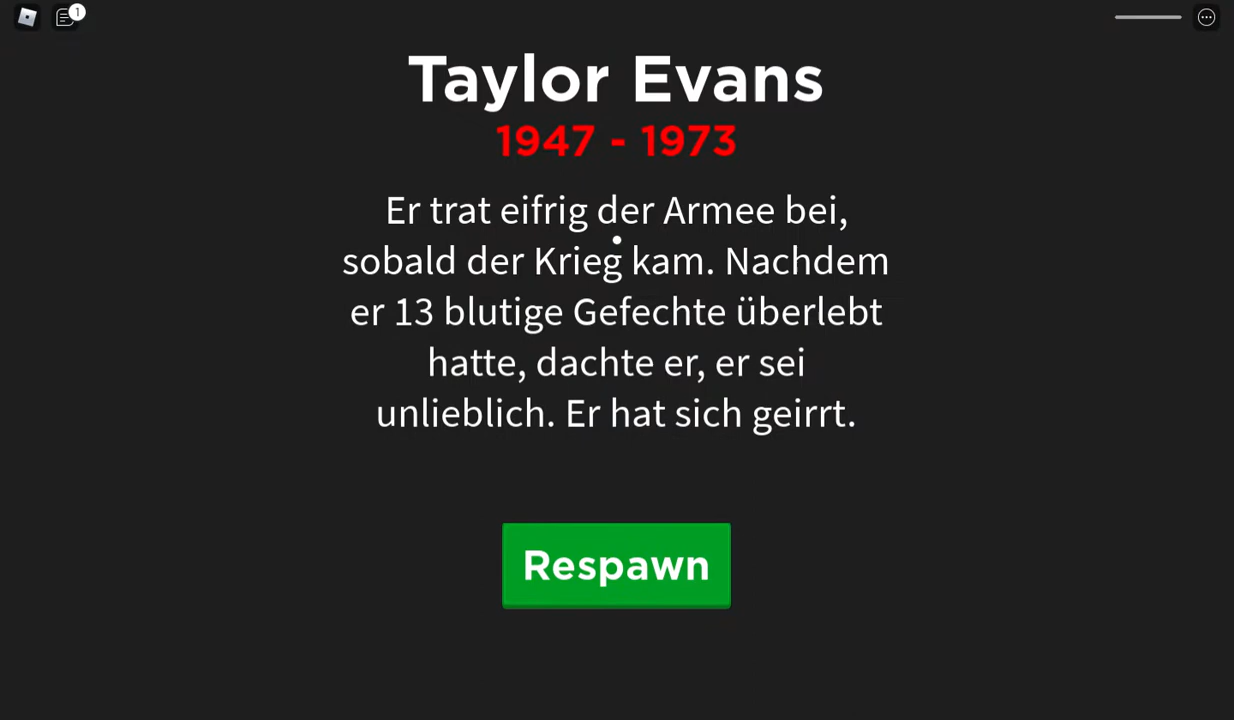 1
Taylor Evans
1947 - 1973
Er trat eifrig der Armee bei,
sobald der Krieg kam. Nachdem
er 13 blutige Gefechte überlebt
hatte, dachte er, er sei
unlieblich. Er hat sich geirrt.
Respawn